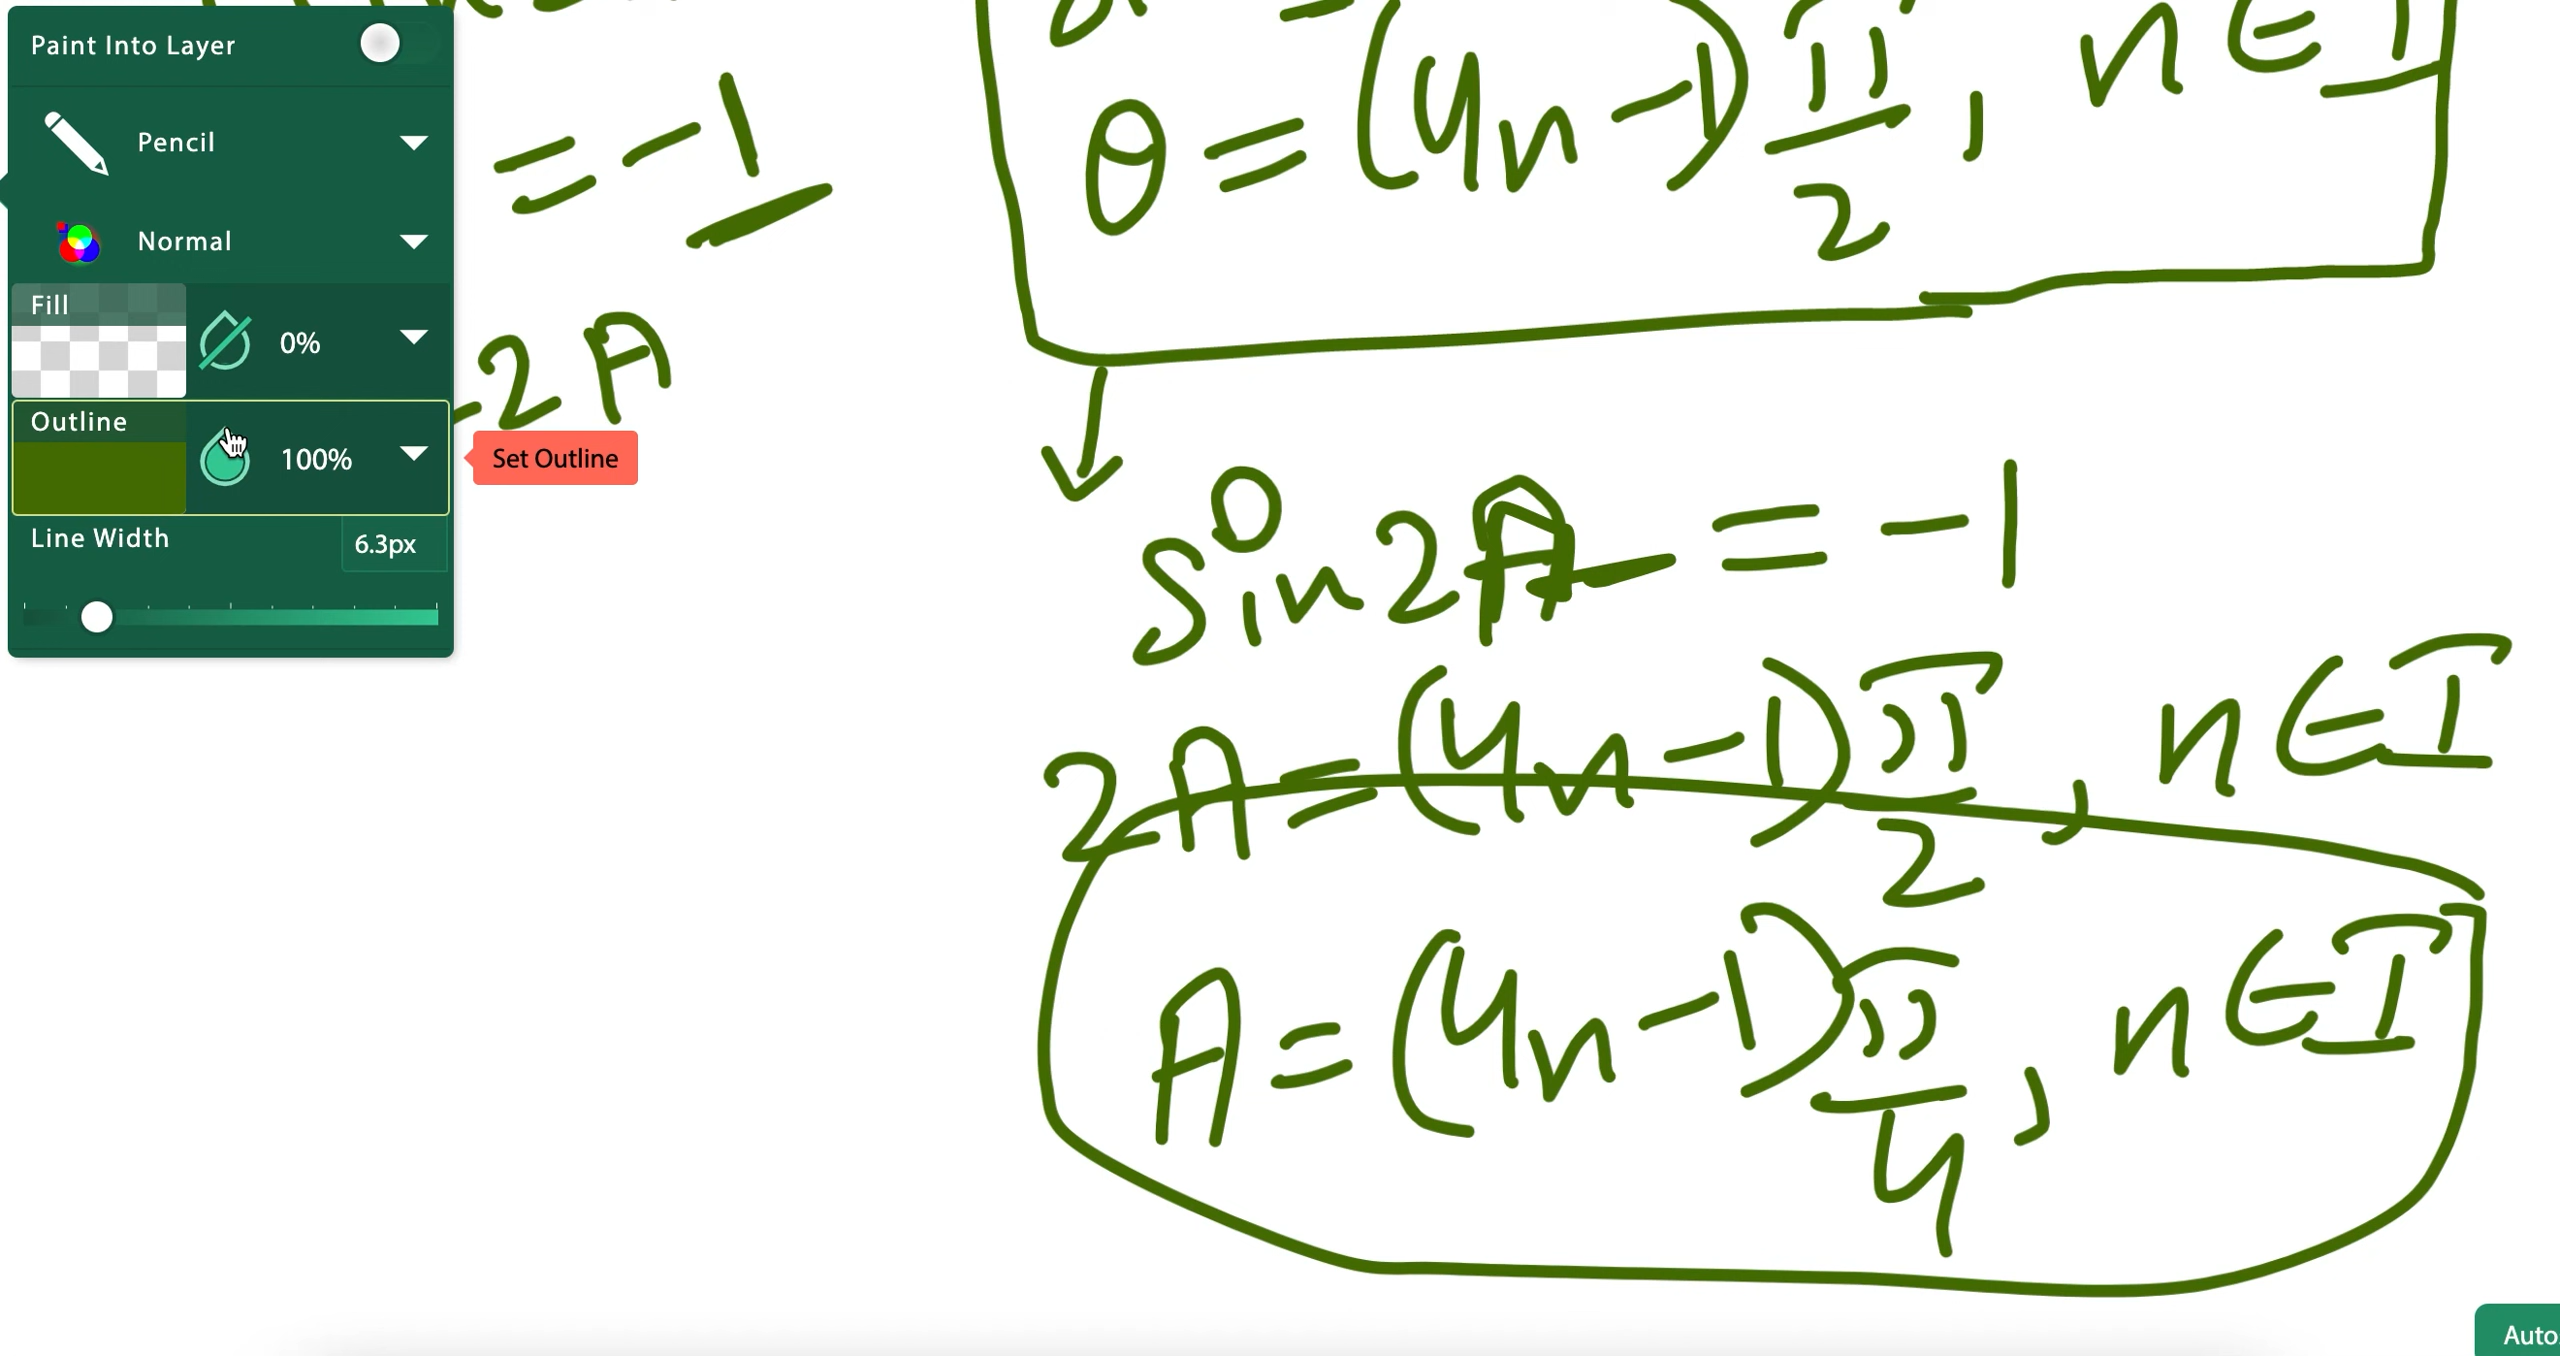 Paint Into Layer
Pencil
Normal
Fill
0%
Outline
100%
Set Outline
Line Width
6.3px
= -1
-2A
θ = (4n-1)π/2, n∈I
Sin2A = -1
2A = (4n-1)π/2, n∈I
A = (4n-1)π/4, n∈I
Auto